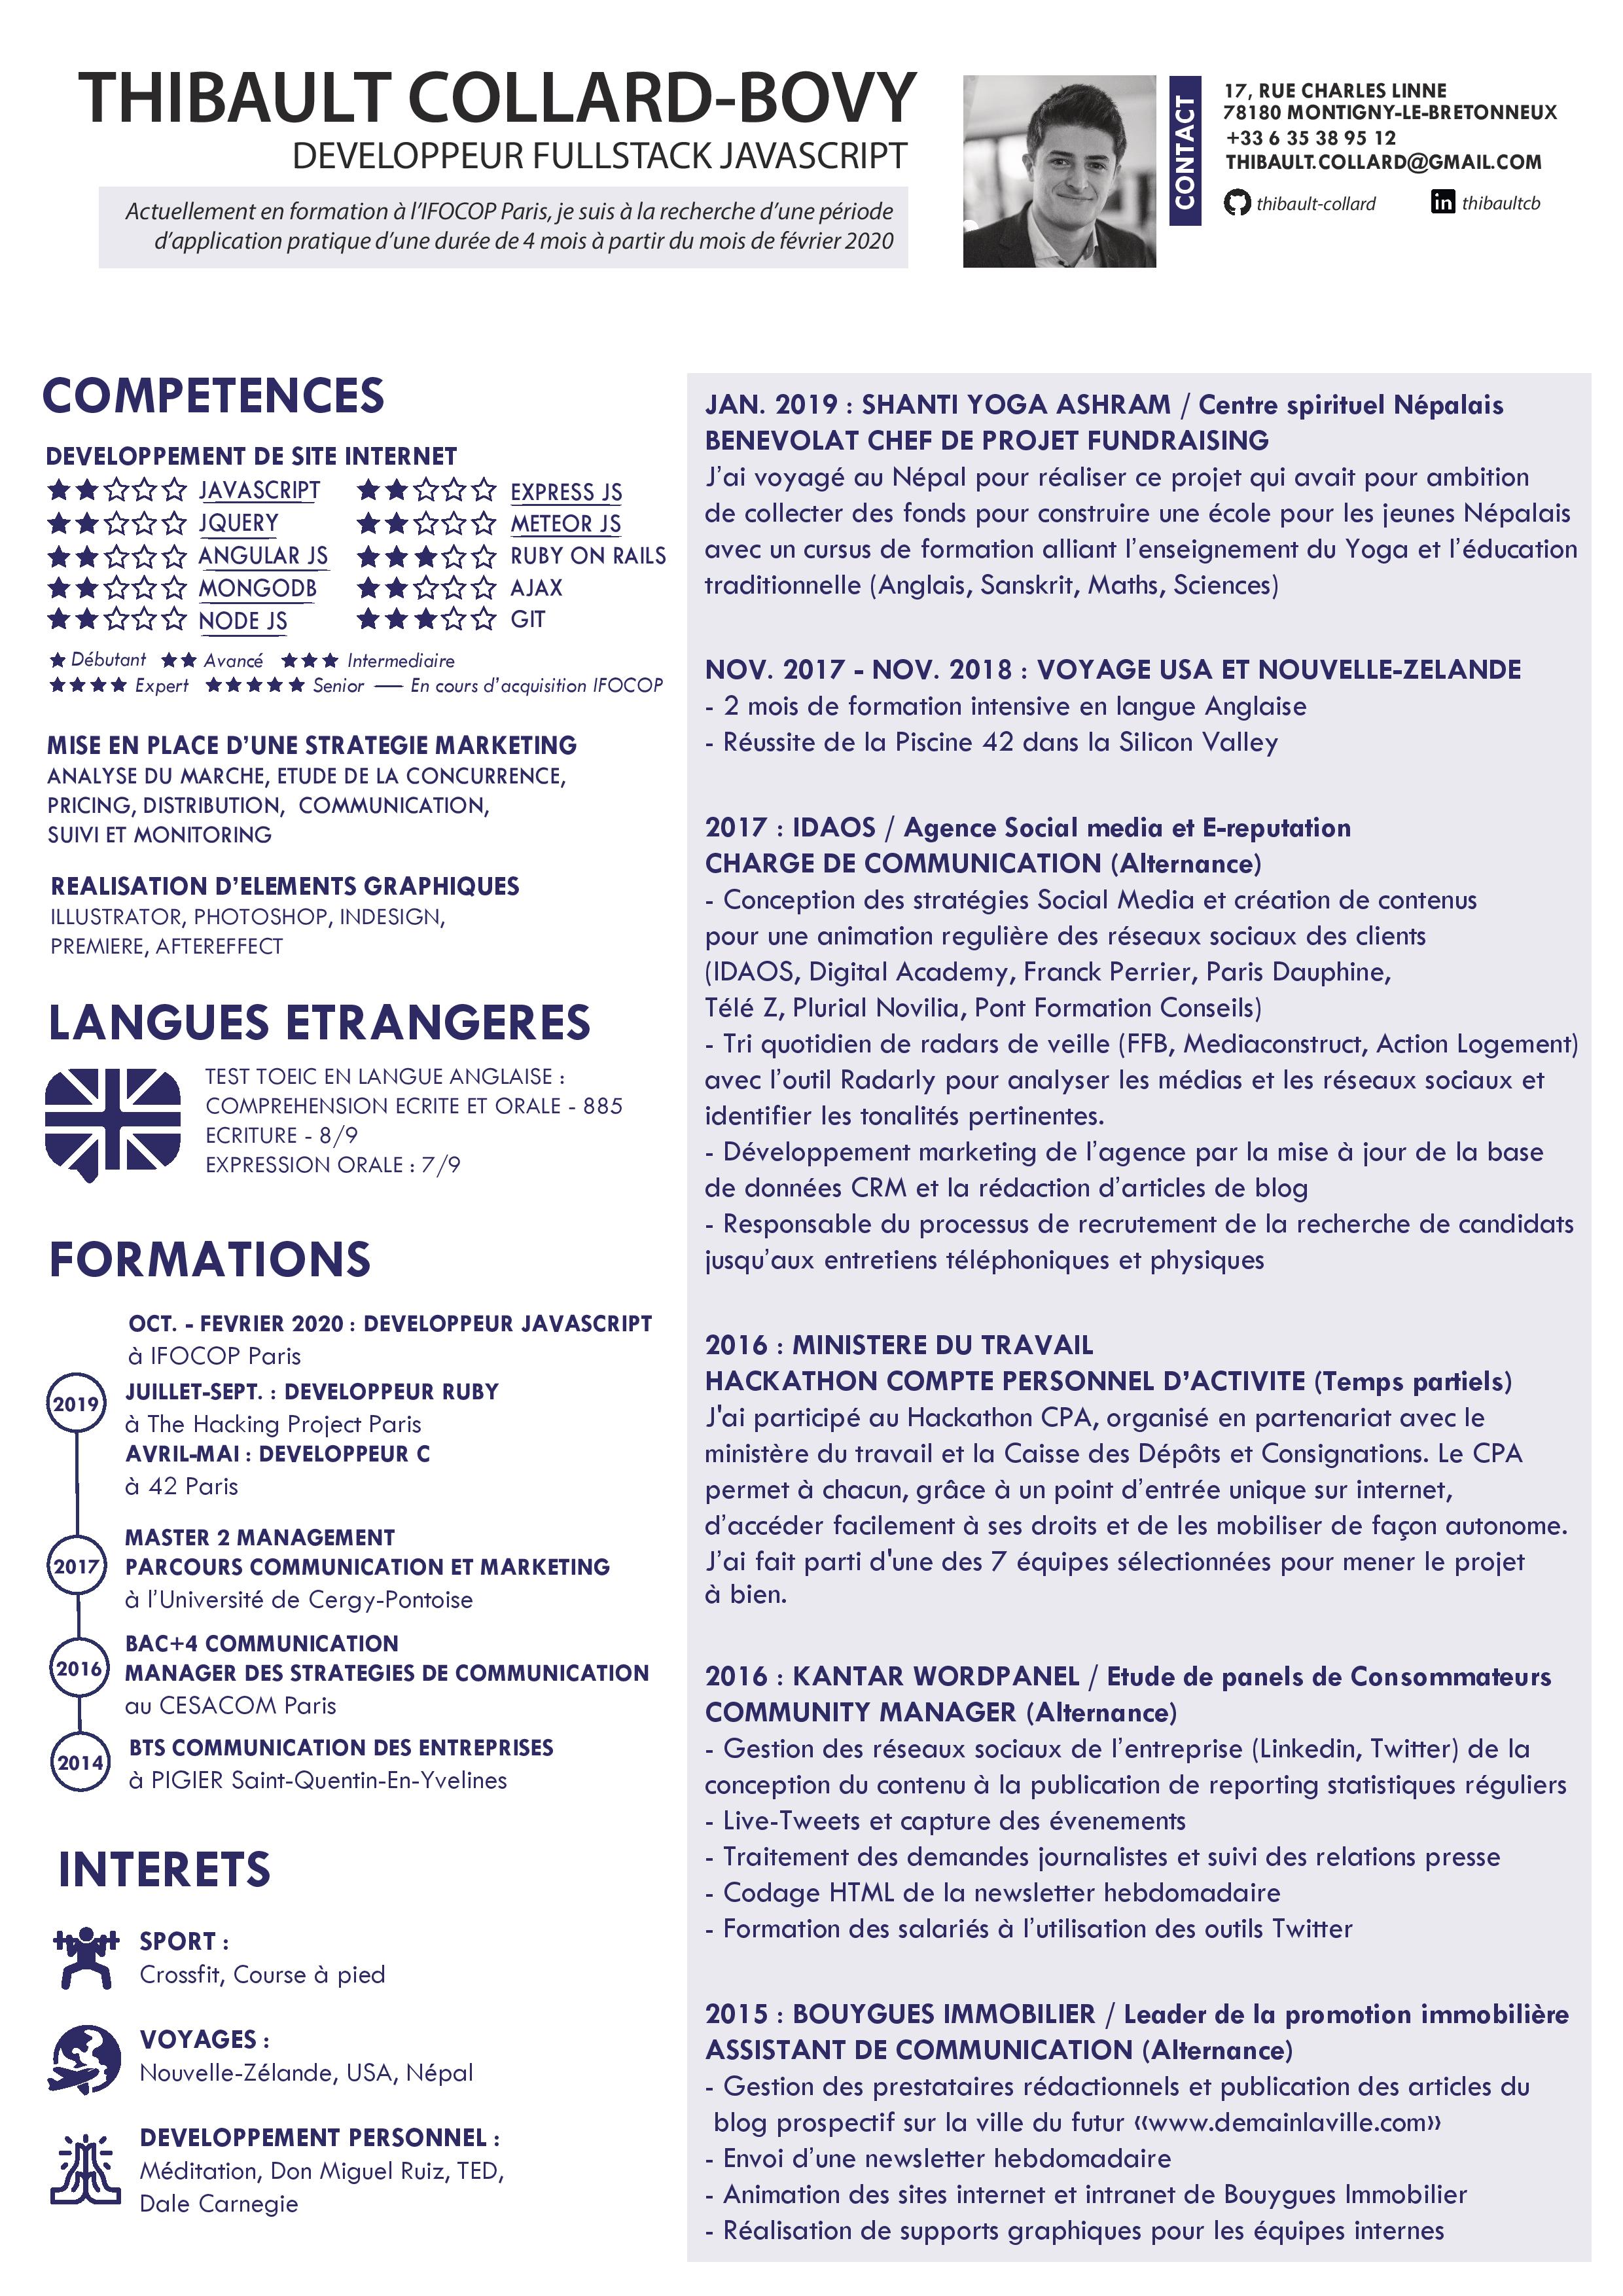 THIBAULT COLLARD-BOVY
DEVELOPPEUR FULLSTACK JAVASCRIPT
Actuellement en formation à l'IFOCOP Paris, je suis à la recherche d'une période
d'application pratique d'une durée de 4 mois à partir du mois de février 2020
CONTACT
17, RUE CHARLES LINNE
78180 MONTIGNY-LE-BRETONNEUX
+33 6 35 38 95 12
THIBAULT.COLLARD@GMAIL.COM
thibault-collard
in thibaultcb
COMPETENCES
DEVELOPPEMENT DE SITE INTERNET
★★☆☆☆ JAVASCRIPT ★★☆☆☆ EXPRESS JS
★★☆☆☆ JQUERY ★★☆☆☆ METEOR JS
★★☆☆☆ ANGULAR JS ★★★☆☆ RUBY ON RAILS
★★☆☆☆ MONGODB ★★☆☆☆ AJAX
★★☆☆☆ NODE JS ★★★☆☆ GIT
★ Débutant ★★ Avancé ★★★ Intermediaire
★★★★ Expert ★★★★★ Senior — En cours d'acquisition IFOCOP
MISE EN PLACE D'UNE STRATEGIE MARKETING
ANALYSE DU MARCHE, ETUDE DE LA CONCURRENCE,
PRICING, DISTRIBUTION, COMMUNICATION,
SUIVI ET MONITORING
REALISATION D'ELEMENTS GRAPHIQUES
ILLUSTRATOR, PHOTOSHOP, INDESIGN,
PREMIERE, AFTEREFFECT
LANGUES ETRANGERES
TEST TOEIC EN LANGUE ANGLAISE :
COMPREHENSION ECRITE ET ORALE - 885
ECRITURE - 8/9
EXPRESSION ORALE : 7/9
FORMATIONS
OCT. - FEVRIER 2020 : DEVELOPPEUR JAVASCRIPT
à IFOCOP Paris
2019
JUILLET-SEPT. : DEVELOPPEUR RUBY
à The Hacking Project Paris
AVRIL-MAI : DEVELOPPEUR C
à 42 Paris
2017
MASTER 2 MANAGEMENT
PARCOURS COMMUNICATION ET MARKETING
à l'Université de Cergy-Pontoise
2016
BAC+4 COMMUNICATION
MANAGER DES STRATEGIES DE COMMUNICATION
au CESACOM Paris
2014
BTS COMMUNICATION DES ENTREPRISES
à PIGIER Saint-Quentin-En-Yvelines
INTERETS
SPORT :
Crossfit, Course à pied
VOYAGES :
Nouvelle-Zélande, USA, Népal
DEVELOPPEMENT PERSONNEL :
Méditation, Don Miguel Ruiz, TED,
Dale Carnegie
JAN. 2019 : SHANTI YOGA ASHRAM / Centre spirituel Népalais
BENEVOLAT CHEF DE PROJET FUNDRAISING
J'ai voyagé au Népal pour réaliser ce projet qui avait pour ambition
de collecter des fonds pour construire une école pour les jeunes Népalais
avec un cursus de formation alliant l'enseignement du Yoga et l'éducation
traditionnelle (Anglais, Sanskrit, Maths, Sciences)
NOV. 2017 - NOV. 2018 : VOYAGE USA ET NOUVELLE-ZELANDE
- 2 mois de formation intensive en langue Anglaise
- Réussite de la Piscine 42 dans la Silicon Valley
2017 : IDAOS / Agence Social media et E-reputation
CHARGE DE COMMUNICATION (Alternance)
- Conception des stratégies Social Media et création de contenus
pour une animation regulière des réseaux sociaux des clients
(IDAOS, Digital Academy, Franck Perrier, Paris Dauphine,
Télé Z, Plurial Novilia, Pont Formation Conseils)
- Tri quotidien de radars de veille (FFB, Mediaconstruct, Action Logement)
avec l'outil Radarly pour analyser les médias et les réseaux sociaux et
identifier les tonalités pertinentes.
- Développement marketing de l'agence par la mise à jour de la base
de données CRM et la rédaction d'articles de blog
- Responsable du processus de recrutement de la recherche de candidats
jusqu'aux entretiens téléphoniques et physiques
2016 : MINISTERE DU TRAVAIL
HACKATHON COMPTE PERSONNEL D'ACTIVITE (Temps partiels)
J'ai participé au Hackathon CPA, organisé en partenariat avec le
ministère du travail et la Caisse des Dépôts et Consignations. Le CPA
permet à chacun, grâce à un point d'entrée unique sur internet,
d'accéder facilement à ses droits et de les mobiliser de façon autonome.
J'ai fait parti d'une des 7 équipes sélectionnées pour mener le projet
à bien.
2016 : KANTAR WORDPANEL / Etude de panels de Consommateurs
COMMUNITY MANAGER (Alternance)
- Gestion des réseaux sociaux de l'entreprise (Linkedin, Twitter) de la
conception du contenu à la publication de reporting statistiques réguliers
- Live-Tweets et capture des évenements
- Traitement des demandes journalistes et suivi des relations presse
- Codage HTML de la newsletter hebdomadaire
- Formation des salariés à l'utilisation des outils Twitter
2015 : BOUYGUES IMMOBILIER / Leader de la promotion immobilière
ASSISTANT DE COMMUNICATION (Alternance)
- Gestion des prestataires rédactionnels et publication des articles du
blog prospectif sur la ville du futur «www.demainlaville.com»
- Envoi d'une newsletter hebdomadaire
- Animation des sites internet et intranet de Bouygues Immobilier
- Réalisation de supports graphiques pour les équipes internes